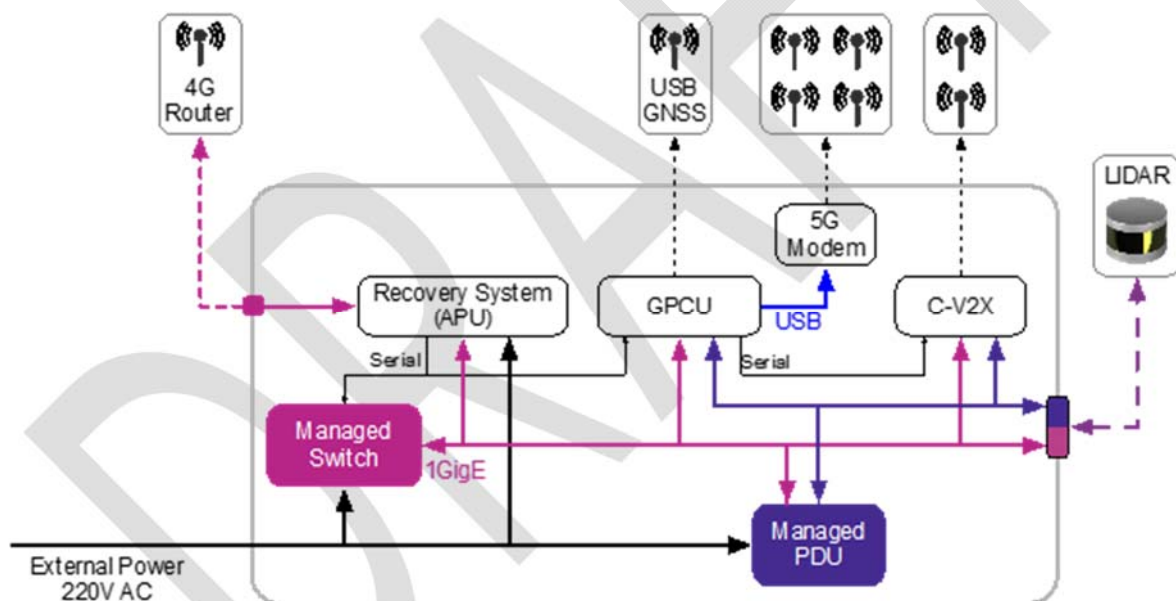 4G
Router
USB
GNSS
LIDAR
5G
Modem
Recovery System
(APU)
GPCU
USB
C-V2X
Serial
Serial
Managed
Switch
1GigE
Managed
PDU
External Power
220V AC
DRAFT